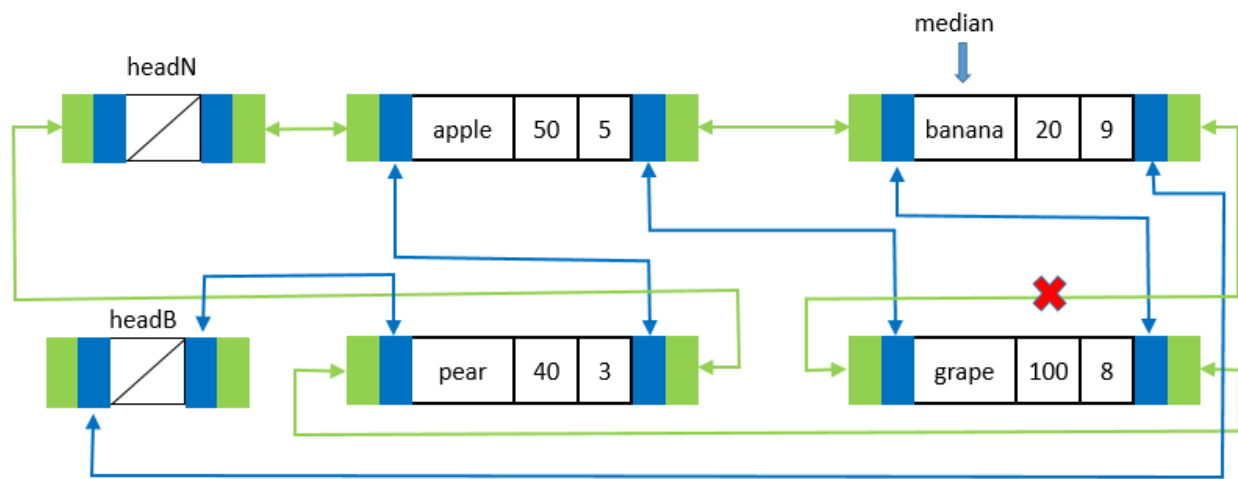 median
headN
apple 50 5
banana 20 9
headB
pear 40 3
grape 100 8